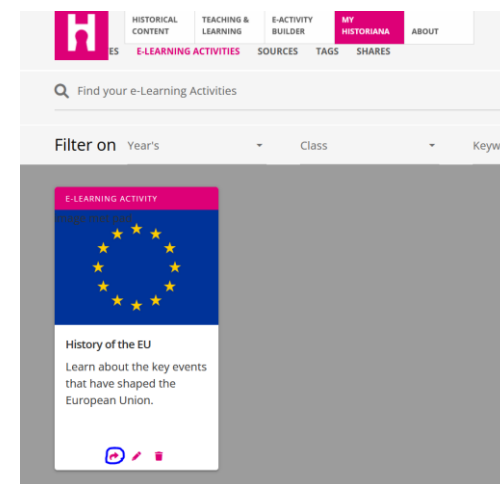 HISTORICAL CONTENT
TEACHING & LEARNING
E-ACTIVITY BUILDER
MY HISTORIANA
ABOUT
ES E-LEARNING ACTIVITIES SOURCES TAGS SHARES
Find your e-Learning Activities
Filter on Year's Class Keyw
E-LEARNING ACTIVITY
History of the EU
Learn about the key events
that have shaped the
European Union.